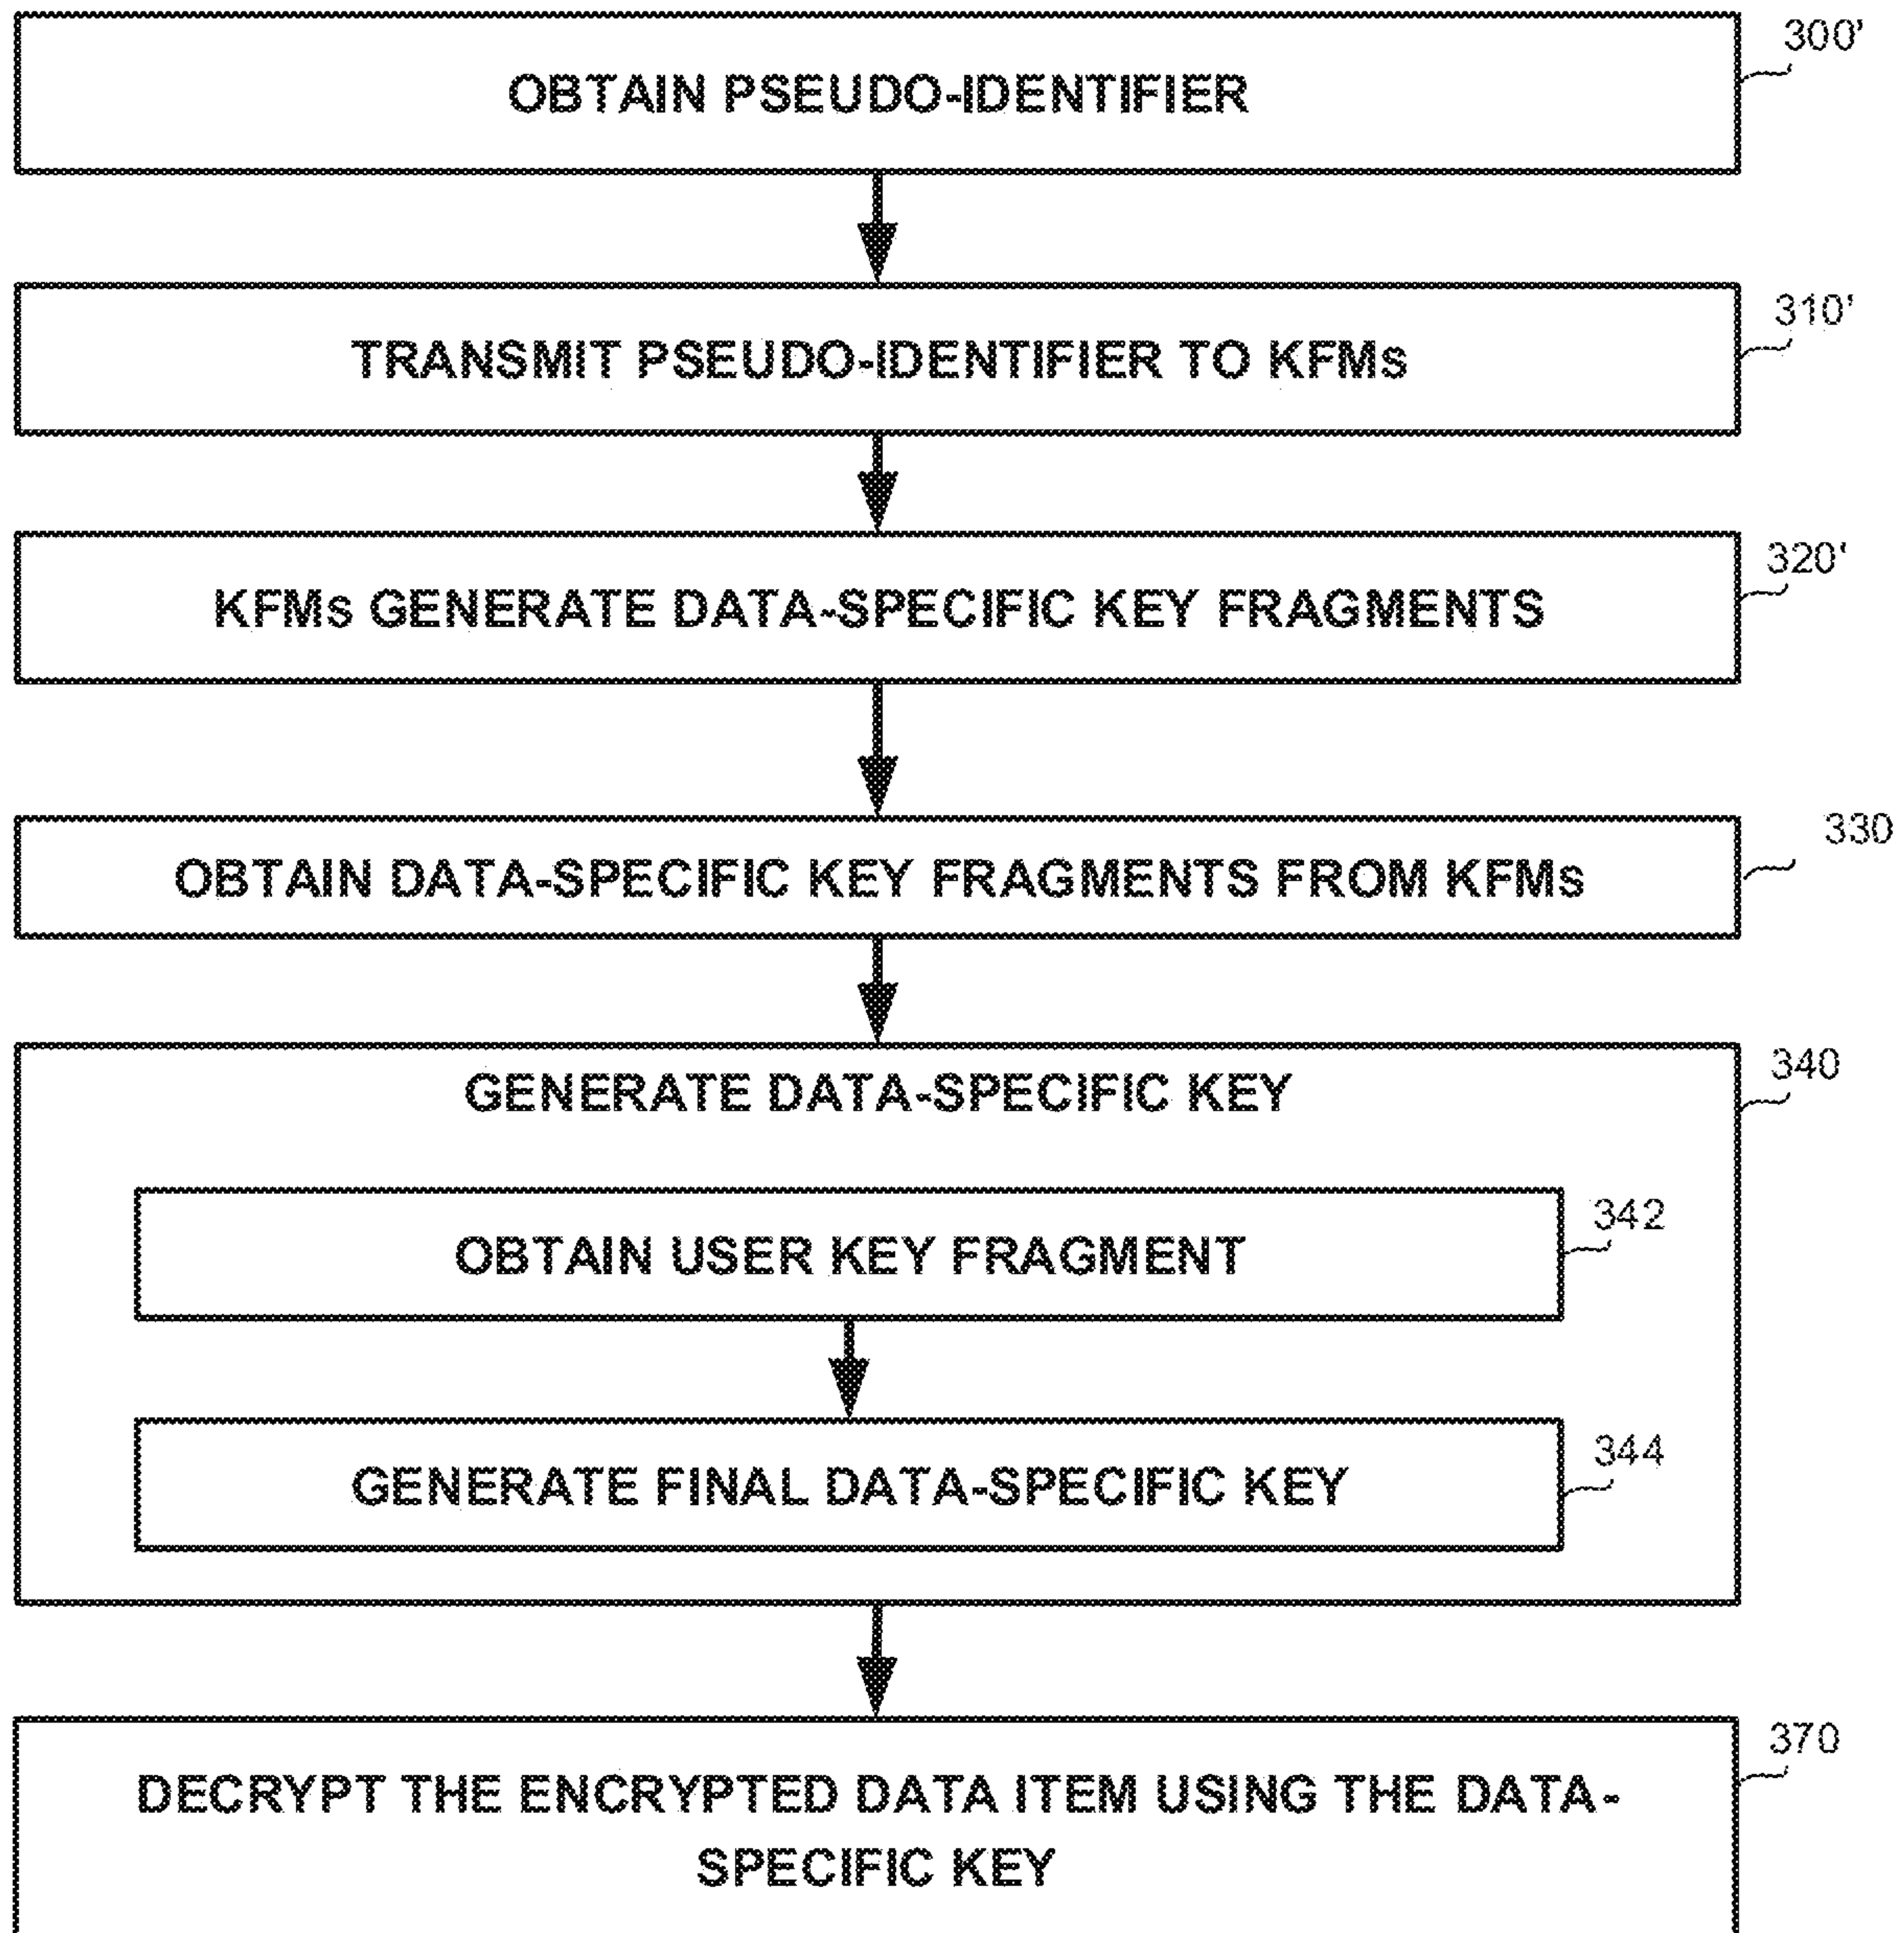 300'
OBTAIN PSEUDO-IDENTIFIER
310'
TRANSMIT PSEUDO-IDENTIFIER TO KFMs
320'
KFMs GENERATE DATA-SPECIFIC KEY FRAGMENTS
330
OBTAIN DATA-SPECIFIC KEY FRAGMENTS FROM KFMs
340
GENERATE DATA-SPECIFIC KEY
342
OBTAIN USER KEY FRAGMENT
344
GENERATE FINAL DATA-SPECIFIC KEY
370
DECRYPT THE ENCRYPTED DATA ITEM USING THE DATA-
SPECIFIC KEY